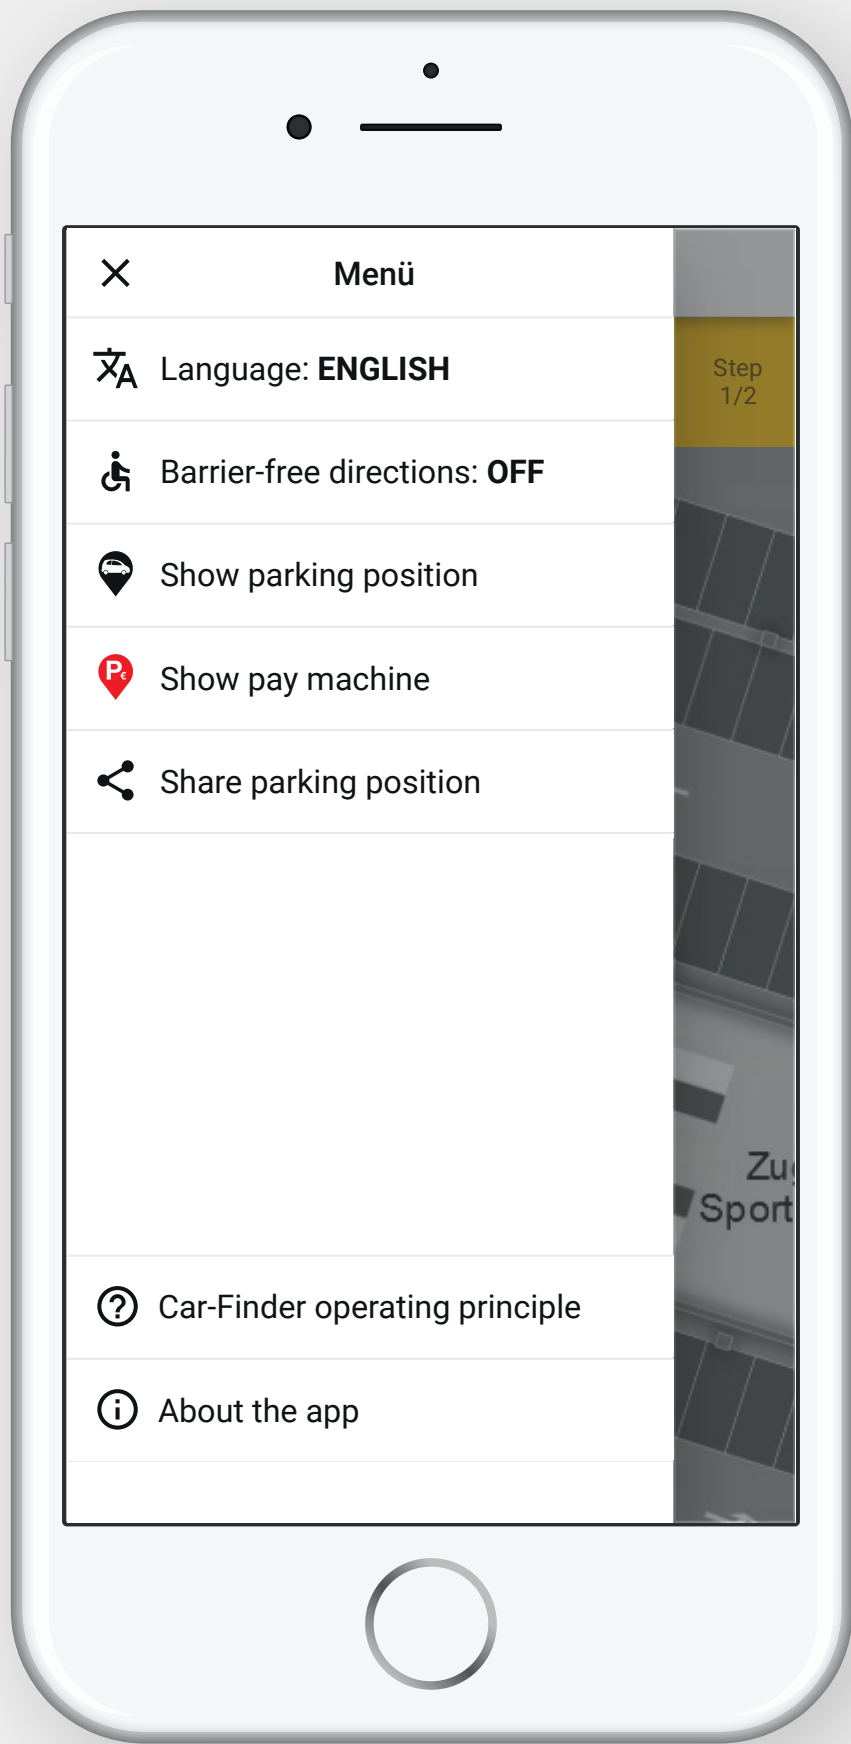 Menü
Language: ENGLISH
Step
1/2
Barrier-free directions: OFF
Show parking position
P€
Show pay machine
Share parking position
Sport
Car-Finder operating principle
About the app